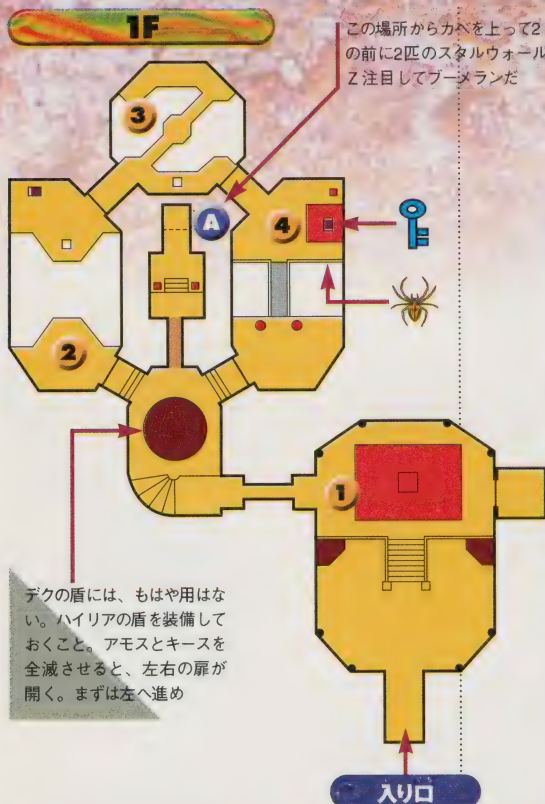 1F
この場所からカベを上って2
の前に2匹のスタルウォール
Z注目してブーメランだ
3
A
4
2
1
デクの盾には、もはや用はな
い。ハイリアの盾を装備して
おくこと。アモスとキースを
全滅させると、左右の扉が
開く。まずは左へ進め
入り口